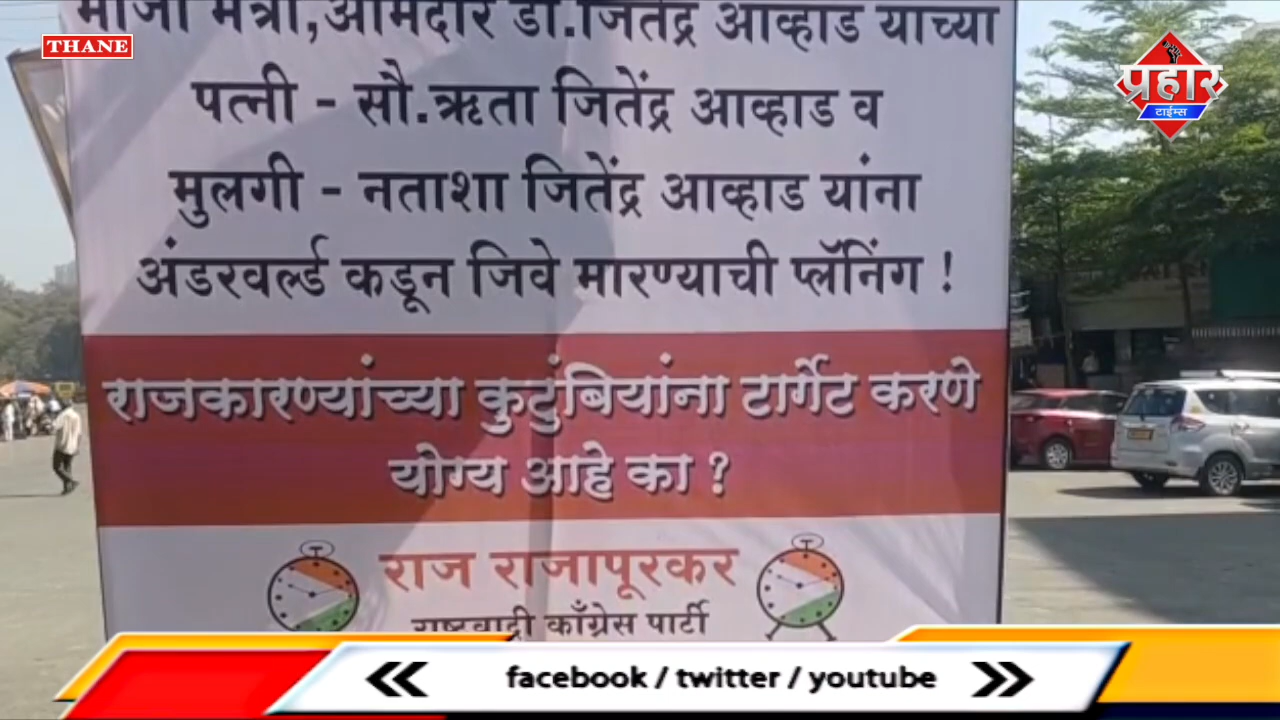 THANE
माजी मंत्री,आमदार डॉ.जितेंद्र आव्हाड यांच्या
पत्नी - सौ.ऋता जितेंद्र आव्हाड व
मुलगी - नताशा जितेंद्र आव्हाड यांना
अंडरवर्ल्ड कडून जिवे मारण्याची प्लॅनिंग !
राजकारण्यांच्या कुटुंबियांना टार्गेट करणे
योग्य आहे का ?
राज राजापूरकर
राष्ट्रवादी काँग्रेस पार्टी
प्रहार
टाईम्स
facebook / twitter / youtube